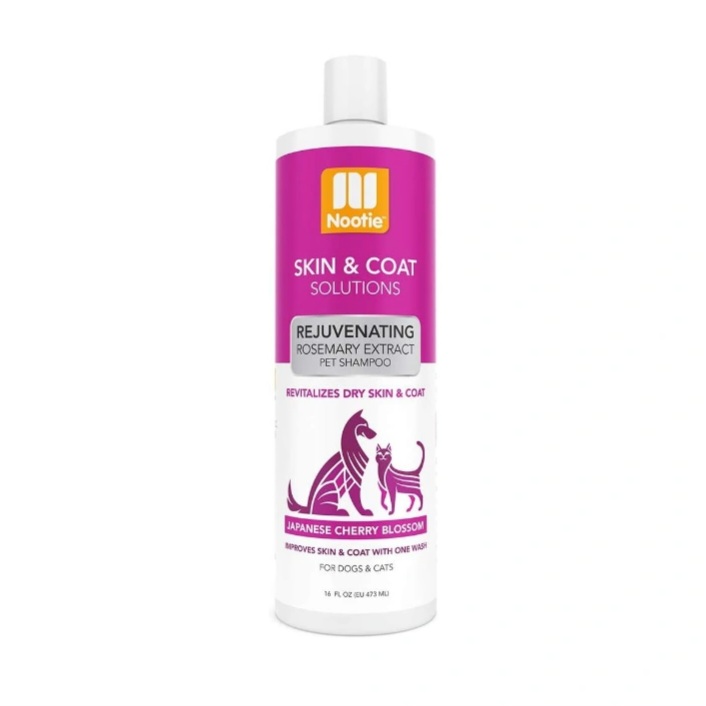 Nootie
SKIN & COAT
SOLUTIONS
REJUVENATING
ROSEMARY EXTRACT
PET SHAMPOO
REVITALIZES DRY SKIN & COAT
JAPANESE CHERRY BLOSSOM
IMPROVES SKIN & COAT WITH ONE WASH
FOR DOGS & CATS
16 FL OZ (EU 473 ML)